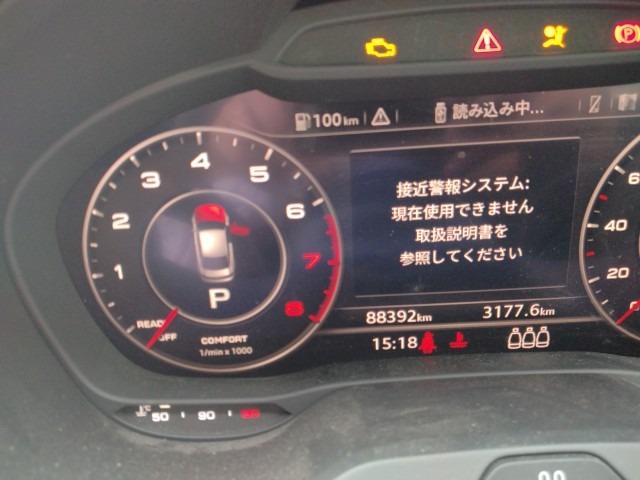 100km
読み込み中...
1
2
3
4
5
6
7
8
P
READY
OFF
COMFORT
1/min x 1000
接近警報システム:
現在使用できません
取扱説明書を
参照してください
88392km
3177.6km
15:18
50
90
6
40
20